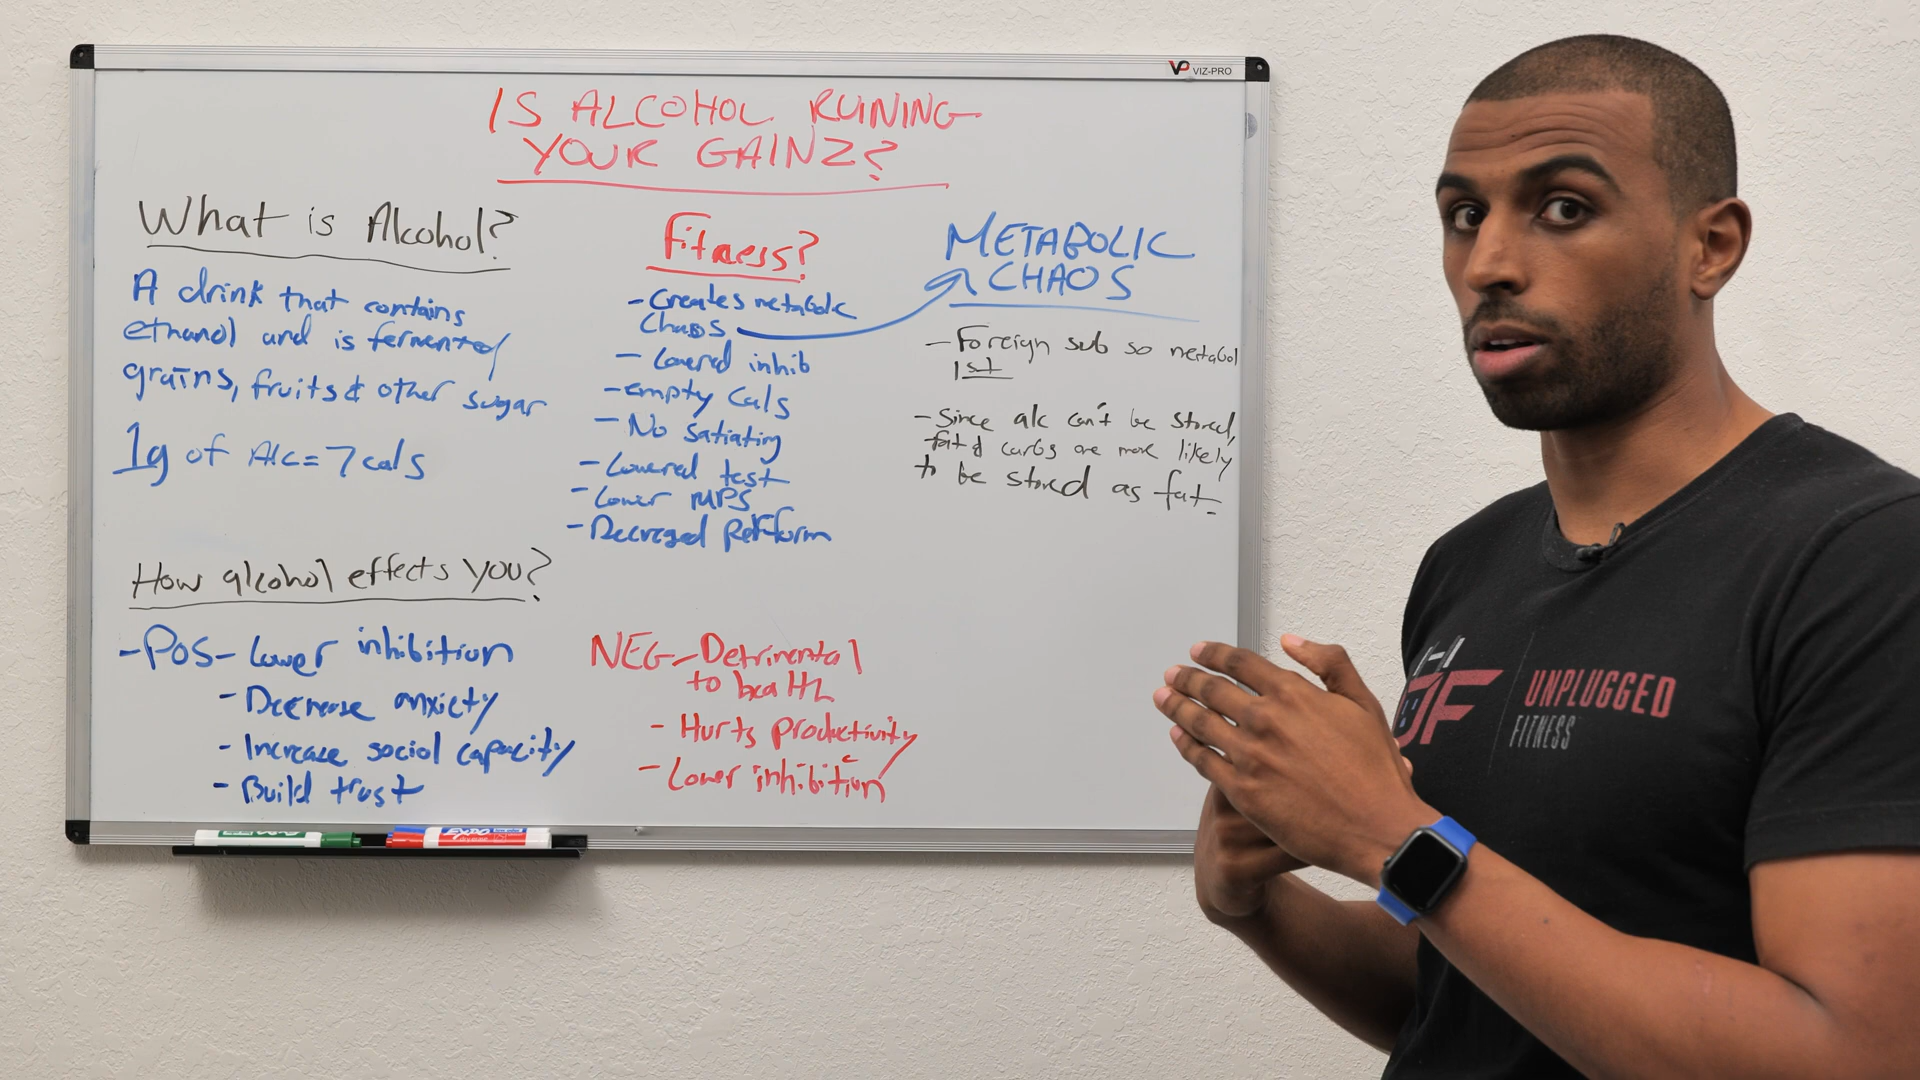 VP VIZ-PRO
IS ALCOHOL RUINING
YOUR GAINZ?
What is Alcohol?
A drink that contains
ethanol and is fermented
grains, fruits & other sugar
1g of Alc = 7 cals
Fitness?
- Creates metabolic
Chaos
- Lowered inhib
- empty Cals
- No satiating
- Lowered test
- Lower MPS
- Decreased Perform
METABOLIC
CHAOS
- Foreign sub so metabol
1st
- Since alc can't be stored,
fat & carbs are more likely
to be stored as fat.
How alcohol effects you?
- POS - Lower inhibition
- Decrease anxiety
- Increase social capacity
- Build trust
NEG - Detrimental
to health
- Hurts productivity
- Lower inhibition
EXPO
UF UNPLUGGED
FITNESS